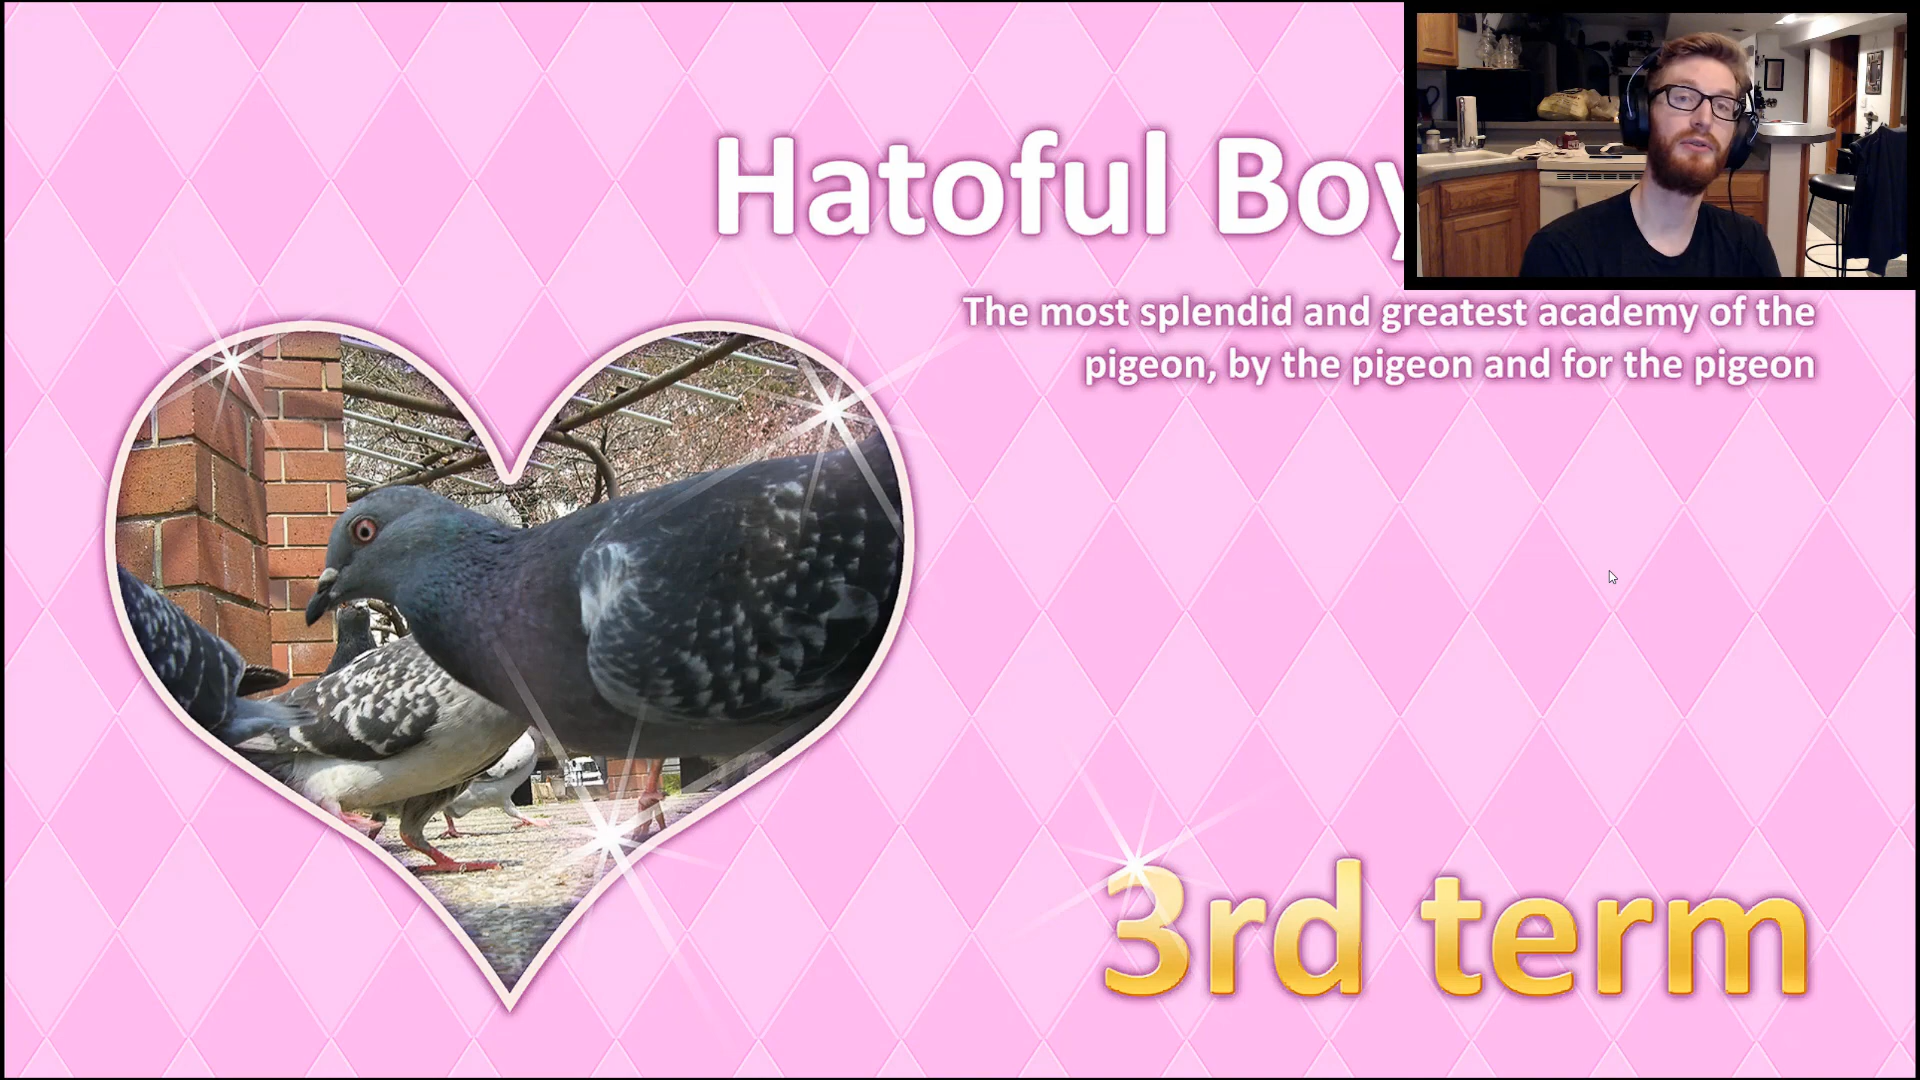 Hatoful Boy
The most splendid and greatest academy of the
pigeon, by the pigeon and for the pigeon
3rd term